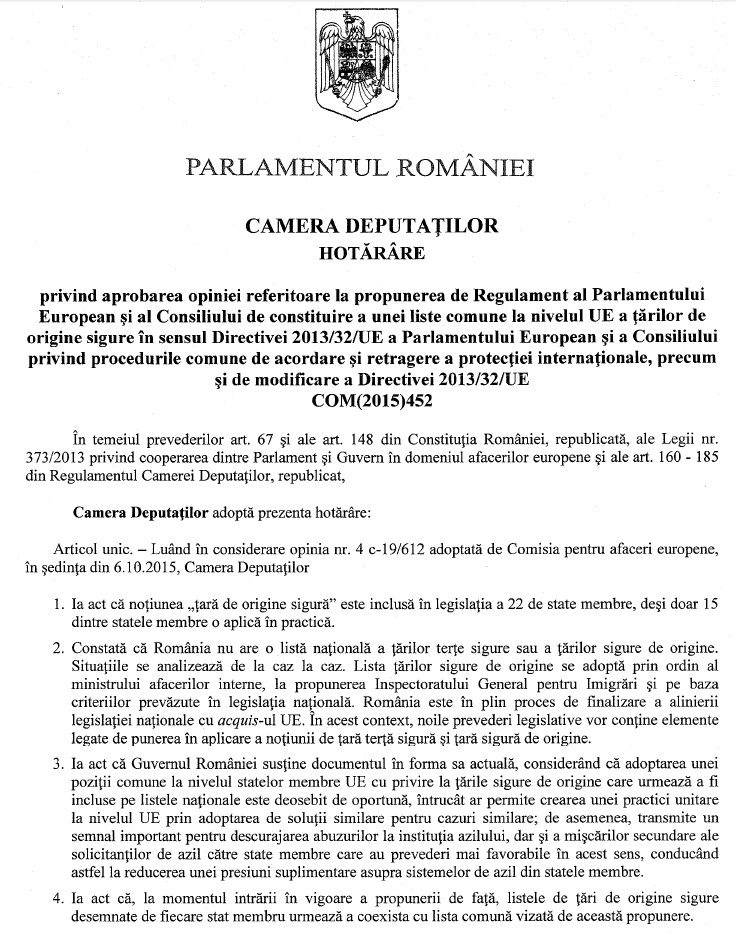 PARLAMENTUL ROMÂNIEI
CAMERA DEPUTAŢILOR
HOTĂRÂRE
privind aprobarea opiniei referitoare la propunerea de Regulament al Parlamentului
European şi al Consiliului de constituire a unei liste comune la nivelul UE a ţărilor de
origine sigure în sensul Directivei 2013/32/UE a Parlamentului European şi a Consiliului
privind procedurile comune de acordare şi retragere a protecţiei internaţionale, precum
şi de modificare a Directivei 2013/32/UE
COM(2015)452
În temeiul prevederilor art. 67 şi ale art. 148 din Constituţia României, republicată, ale Legii nr.
373/2013 privind cooperarea dintre Parlament şi Guvern în domeniul afacerilor europene şi ale art. 160 - 185
din Regulamentul Camerei Deputaţilor, republicat,
Camera Deputaţilor adoptă prezenta hotărâre:
Articol unic. – Luând în considerare opinia nr. 4 c-19/612 adoptată de Comisia pentru afaceri europene,
în şedinţa din 6.10.2015, Camera Deputaţilor
1. Ia act că noţiunea „ţară de origine sigură” este inclusă în legislaţia a 22 de state membre, deşi doar 15
dintre statele membre o aplică în practică.
2. Constată că România nu are o listă naţională a ţărilor terţe sigure sau a ţărilor sigure de origine.
Situaţiile se analizează de la caz la caz. Lista ţărilor sigure de origine se adoptă prin ordin al
ministrului afacerilor interne, la propunerea Inspectoratului General pentru Imigrări şi pe baza
criteriilor prevăzute în legislaţia naţională. România este în plin proces de finalizare a alinierii
legislaţiei naţionale cu acquis-ul UE. În acest context, noile prevederi legislative vor conţine elemente
legate de punerea în aplicare a noţiunii de ţară terţă sigură şi ţară sigură de origine.
3. Ia act că Guvernul României susţine documentul în forma sa actuală, considerând că adoptarea unei
poziţii comune la nivelul statelor membre UE cu privire la ţările sigure de origine care urmează a fi
incluse pe listele naţionale este deosebit de oportună, întrucât ar permite crearea unei practici unitare
la nivelul UE prin adoptarea de soluţii similare pentru cazuri similare; de asemenea, transmite un
semnal important pentru descurajarea abuzurilor la instituţia azilului, dar şi a mişcărilor secundare ale
solicitanţilor de azil către state membre care au prevederi mai favorabile în acest sens, conducând
astfel la reducerea unei presiuni suplimentare asupra sistemelor de azil din statele membre.
4. Ia act că, la momentul intrării în vigoare a propunerii de faţă, listele de ţări de origine sigure
desemnate de fiecare stat membru urmează a coexista cu lista comună vizată de această propunere.